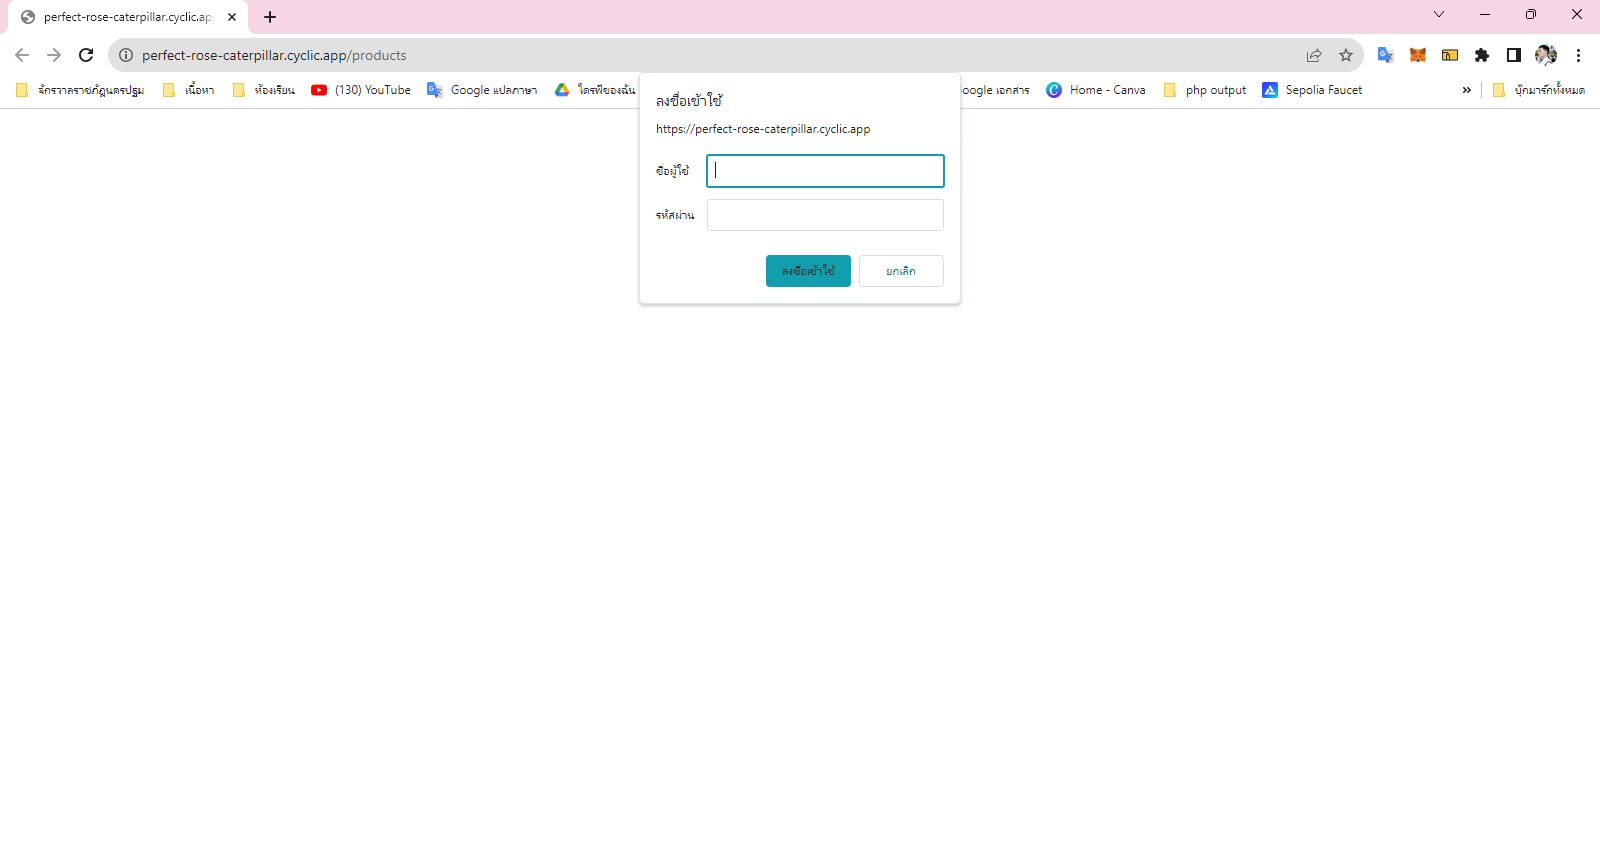 perfect-rose-caterpillar.cyclic.ap
perfect-rose-caterpillar.cyclic.app/products
จักรวาลราชภัฏนครปฐม เนื้อหา ห้องเรียน (130) YouTube Google แปลภาษา ไดรฟ์ของฉัน oogle เอกสาร Home - Canva php output Sepolia Faucet » บุ๊กมาร์กทั้งหมด
ลงชื่อเข้าใช้
https://perfect-rose-caterpillar.cyclic.app
ชื่อผู้ใช้
รหัสผ่าน
ลงชื่อเข้าใช้ ยกเลิก